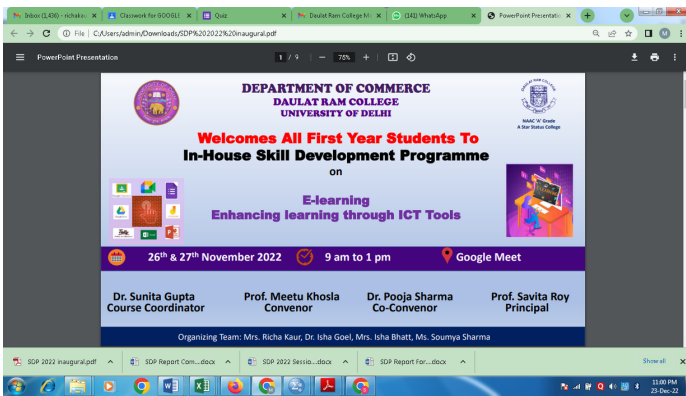 Inbox (1,436) - richakau
Classwork for GOOGLE
Quiz
Daulat Ram College Ma
(141) WhatsApp
PowerPoint Presentatio
File | C:/Users/admin/Downloads/SDP%202022%20inaugural.pdf
PowerPoint Presentation
1 / 9
76%
DEPARTMENT OF COMMERCE
DAULAT RAM COLLEGE
UNIVERSITY OF DELHI
NAAC 'A' Grade
A Star Status College
Welcomes All First Year Students To
In-House Skill Development Programme
on
E-learning
Enhancing learning through ICT Tools
26th & 27th November 2022
9 am to 1 pm
Google Meet
Dr. Sunita Gupta
Course Coordinator
Prof. Meetu Khosla
Convenor
Dr. Pooja Sharma
Co-Convenor
Prof. Savita Roy
Principal
Organizing Team: Mrs. Richa Kaur, Dr. Isha Goel, Mrs. Isha Bhatt, Ms. Soumya Sharma
SDP 2022 inaugural.pdf
SDP Report Com....docx
SDP 2022 Sessio....docx
SDP Report For....docx
Show all
11:00 PM
23-Dec-22